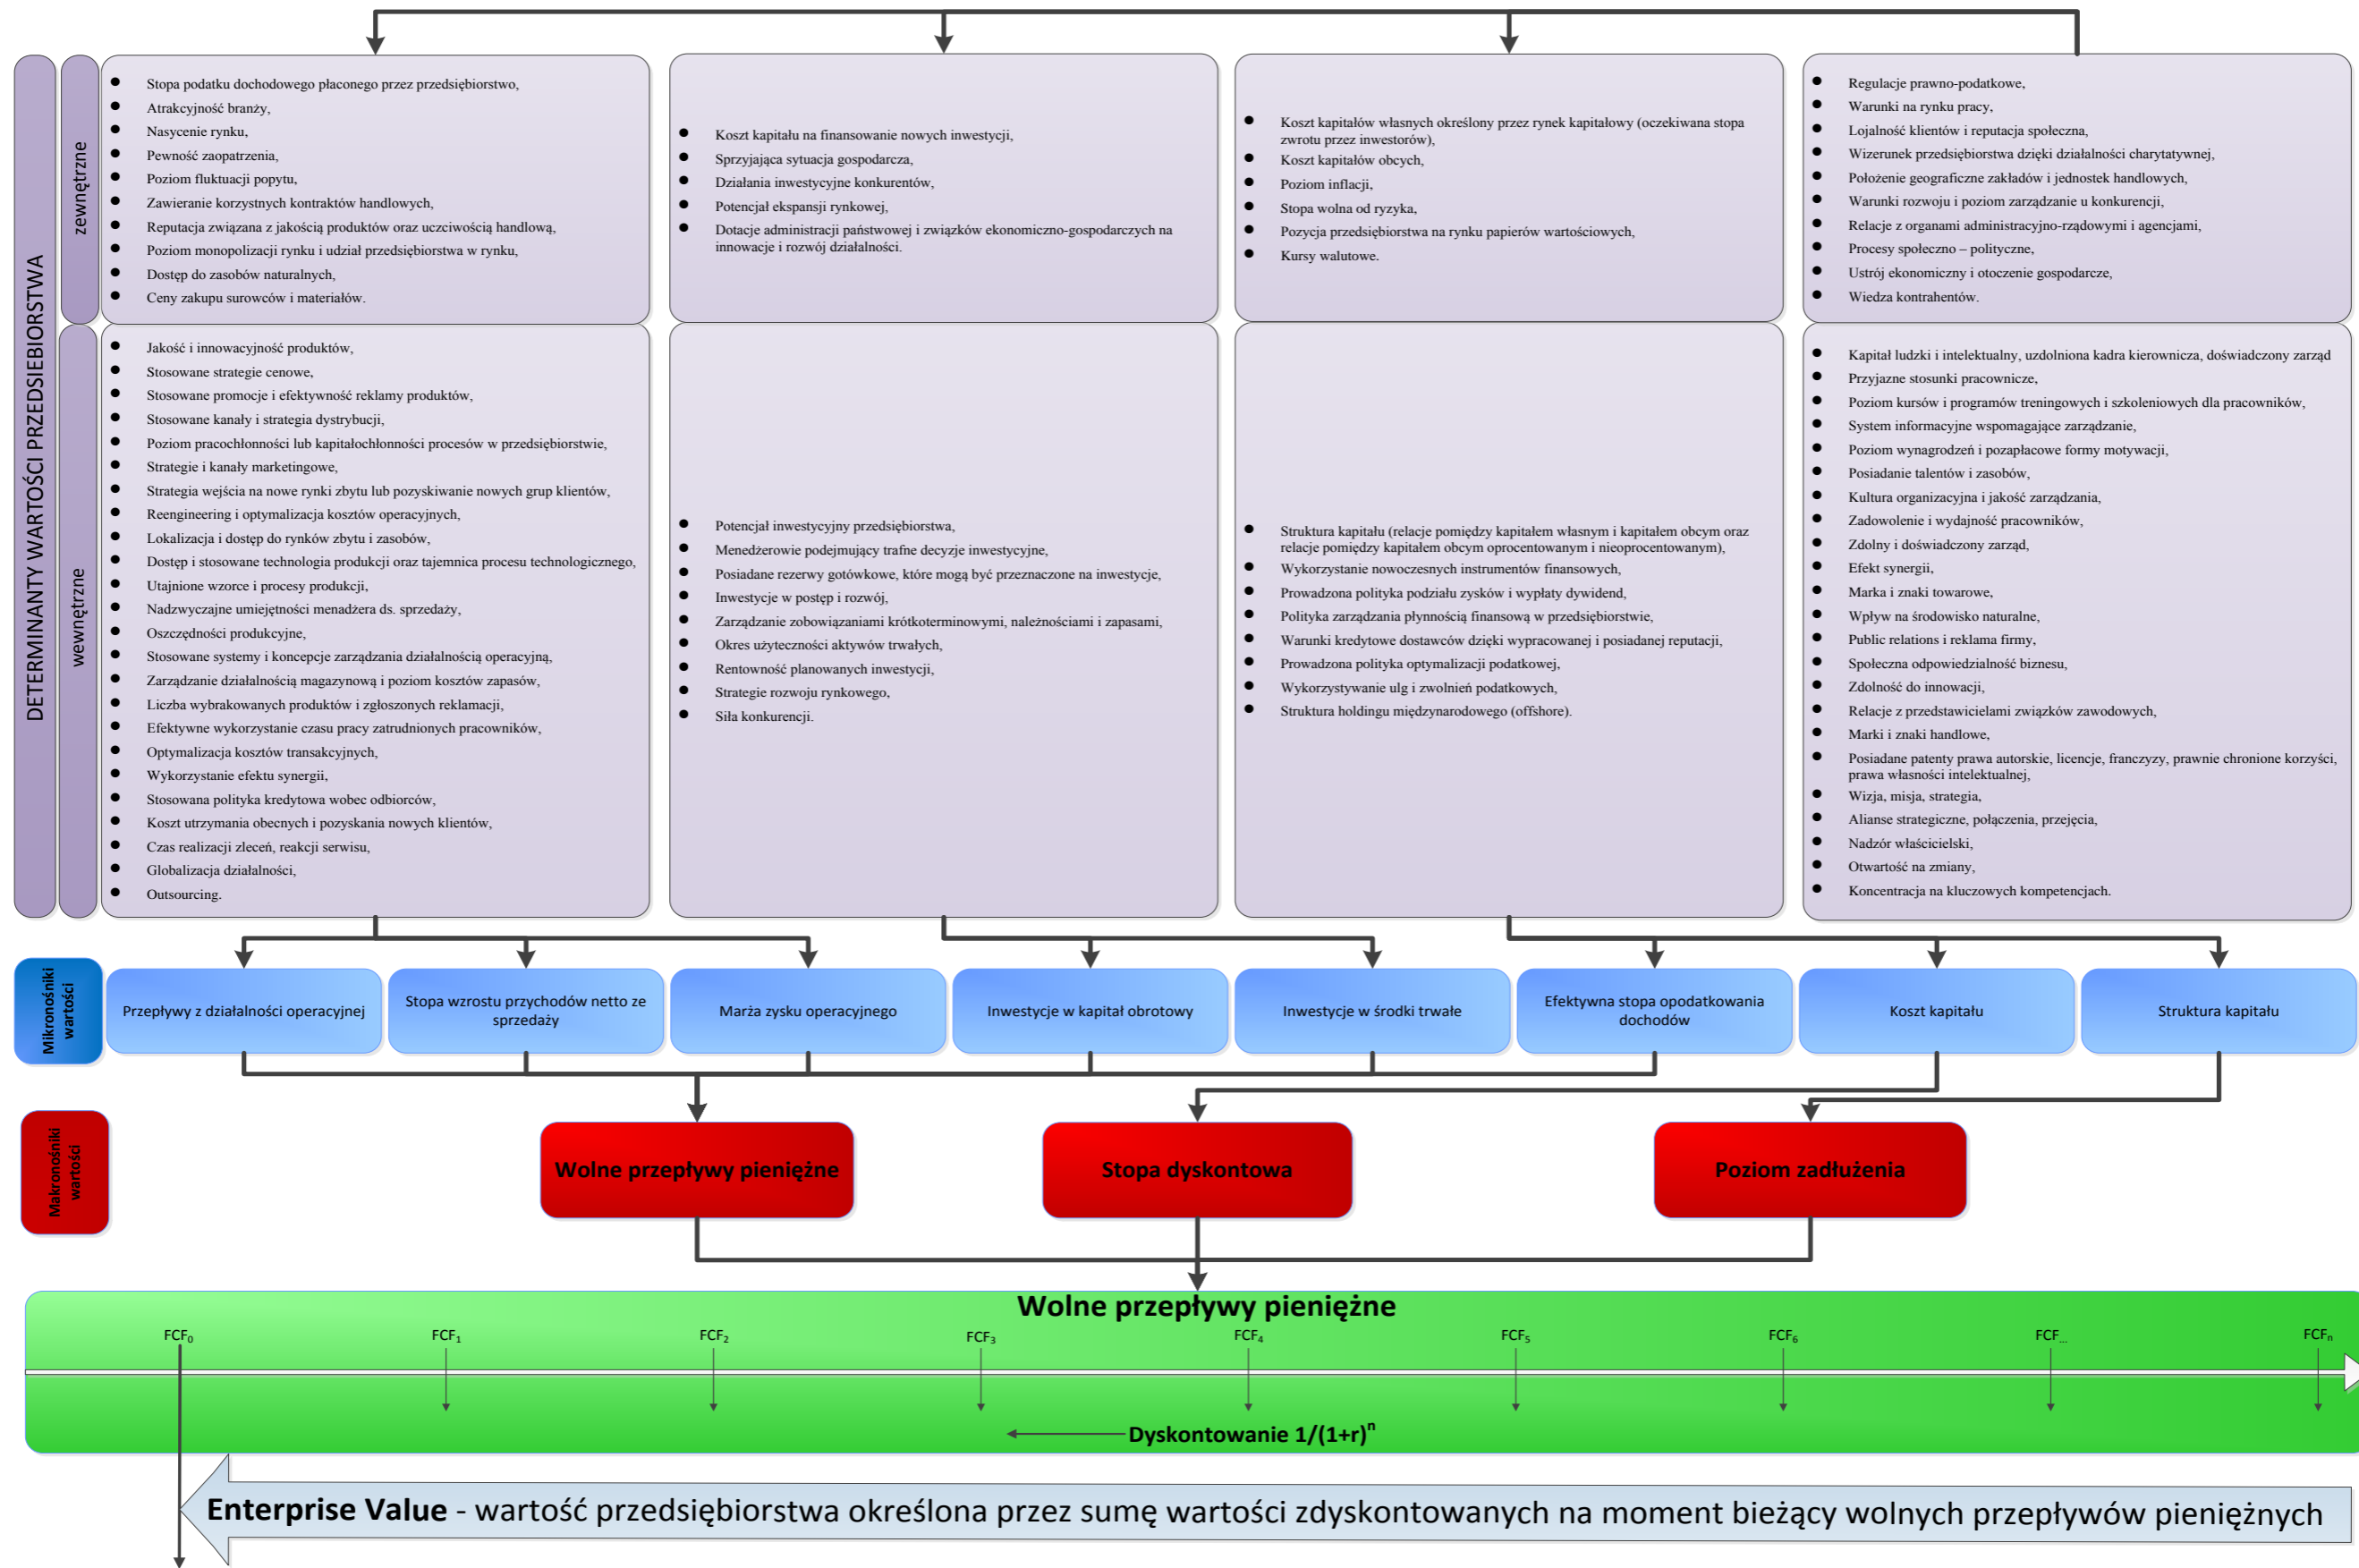 DETERMINANTY WARTOŚCI PRZEDSIEBIORSTWA
zewnętrzne
Stopa podatku dochodowego płaconego przez przedsiębiorstwo,
Atrakcyjność branży,
Nasycenie rynku,
Pewność zaopatrzenia,
Poziom fluktuacji popytu,
Zawieranie korzystnych kontraktów handlowych,
Reputacja związana z jakością produktów oraz uczciwością handlową,
Poziom monopolizacji rynku i udział przedsiębiorstwa w rynku,
Dostęp do zasobów naturalnych,
Ceny zakupu surowców i materiałów.
Koszt kapitału na finansowanie nowych inwestycji,
Sprzyjająca sytuacja gospodarcza,
Działania inwestycyjne konkurentów,
Potencjał ekspansji rynkowej,
Dotacje administracji państwowej i związków ekonomiczno-gospodarczych na
innowacje i rozwój działalności.
Koszt kapitałów własnych określony przez rynek kapitałowy (oczekiwana stopa
zwrotu przez inwestorów),
Koszt kapitałów obcych,
Poziom inflacji,
Stopa wolna od ryzyka,
Pozycja przedsiębiorstwa na rynku papierów wartościowych,
Kursy walutowe.
Regulacje prawno-podatkowe,
Warunki na rynku pracy,
Lojalność klientów i reputacja społeczna,
Wizerunek przedsiębiorstwa dzięki działalności charytatywnej,
Położenie geograficzne zakładów i jednostek handlowych,
Warunki rozwoju i poziom zarządzanie u konkurencji,
Relacje z organami administracyjno-rządowymi i agencjami,
Procesy społeczno – polityczne,
Ustrój ekonomiczny i otoczenie gospodarcze,
Wiedza kontrahentów.
wewnętrzne
Jakość i innowacyjność produktów,
Stosowane strategie cenowe,
Stosowane promocje i efektywność reklamy produktów,
Stosowane kanały i strategia dystrybucji,
Poziom pracochłonności lub kapitałochłonności procesów w przedsiębiorstwie,
Strategie i kanały marketingowe,
Strategia wejścia na nowe rynki zbytu lub pozyskiwanie nowych grup klientów,
Reengineering i optymalizacja kosztów operacyjnych,
Lokalizacja i dostęp do rynków zbytu i zasobów,
Dostęp i stosowane technologia produkcji oraz tajemnica procesu technologicznego,
Utajnione wzorce i procesy produkcji,
Nadzwyczajne umiejętności menadżera ds. sprzedaży,
Oszczędności produkcyjne,
Stosowane systemy i koncepcje zarządzania działalnością operacyjną,
Zarządzanie działalnością magazynową i poziom kosztów zapasów,
Liczba wybrakowanych produktów i zgłoszonych reklamacji,
Efektywne wykorzystanie czasu pracy zatrudnionych pracowników,
Optymalizacja kosztów transakcyjnych,
Wykorzystanie efektu synergii,
Stosowana polityka kredytowa wobec odbiorców,
Koszt utrzymania obecnych i pozyskania nowych klientów,
Czas realizacji zleceń, reakcji serwisu,
Globalizacja działalności,
Outsourcing.
Potencjał inwestycyjny przedsiębiorstwa,
Menedżerowie podejmujący trafne decyzje inwestycyjne,
Posiadane rezerwy gotówkowe, które mogą być przeznaczone na inwestycje,
Inwestycje w postęp i rozwój,
Zarządzanie zobowiązaniami krótkoterminowymi, należnościami i zapasami,
Okres użyteczności aktywów trwałych,
Rentowność planowanych inwestycji,
Strategie rozwoju rynkowego,
Siła konkurencji.
Struktura kapitału (relacje pomiędzy kapitałem własnym i kapitałem obcym oraz
relacje pomiędzy kapitałem obcym oprocentowanym i nieoprocentowanym),
Wykorzystanie nowoczesnych instrumentów finansowych,
Prowadzona polityka podziału zysków i wypłaty dywidend,
Polityka zarządzania płynnością finansową w przedsiębiorstwie,
Warunki kredytowe dostawców dzięki wypracowanej i posiadanej reputacji,
Prowadzona polityka optymalizacji podatkowej,
Wykorzystywanie ulg i zwolnień podatkowych,
Struktura holdingu międzynarodowego (offshore).
Kapitał ludzki i intelektualny, uzdolniona kadra kierownicza, doświadczony zarząd
Przyjazne stosunki pracownicze,
Poziom kursów i programów treningowych i szkoleniowych dla pracowników,
System informacyjne wspomagające zarządzanie,
Poziom wynagrodzeń i pozapłacowe formy motywacji,
Posiadanie talentów i zasobów,
Kultura organizacyjna i jakość zarządzania,
Zadowolenie i wydajność pracowników,
Zdolny i doświadczony zarząd,
Efekt synergii,
Marka i znaki towarowe,
Wpływ na środowisko naturalne,
Public relations i reklama firmy,
Społeczna odpowiedzialność biznesu,
Zdolność do innowacji,
Relacje z przedstawicielami związków zawodowych,
Marki i znaki handlowe,
Posiadane patenty prawa autorskie, licencje, franczyzy, prawnie chronione korzyści,
prawa własności intelektualnej,
Wizja, misja, strategia,
Alianse strategiczne, połączenia, przejęcia,
Nadzór właścicielski,
Otwartość na zmiany,
Koncentracja na kluczowych kompetencjach.
Mikronośniki
wartości
Przepływy z działalności operacyjnej
Stopa wzrostu przychodów netto ze
sprzedaży
Marża zysku operacyjnego
Inwestycje w kapitał obrotowy
Inwestycje w środki trwałe
Efektywna stopa opodatkowania
dochodów
Koszt kapitału
Struktura kapitału
Makronośniki
wartości
Wolne przepływy pieniężne
Stopa dyskontowa
Poziom zadłużenia
Wolne przepływy pieniężne
FCF₀ FCF₁ FCF₂ FCF₃ FCF₄ FCF₅ FCF₆ FCF... FCFₙ
Dyskontowanie 1/(1+r)ⁿ
Enterprise Value - wartość przedsiębiorstwa określona przez sumę wartości zdyskontowanych na moment bieżący wolnych przepływów pieniężnych